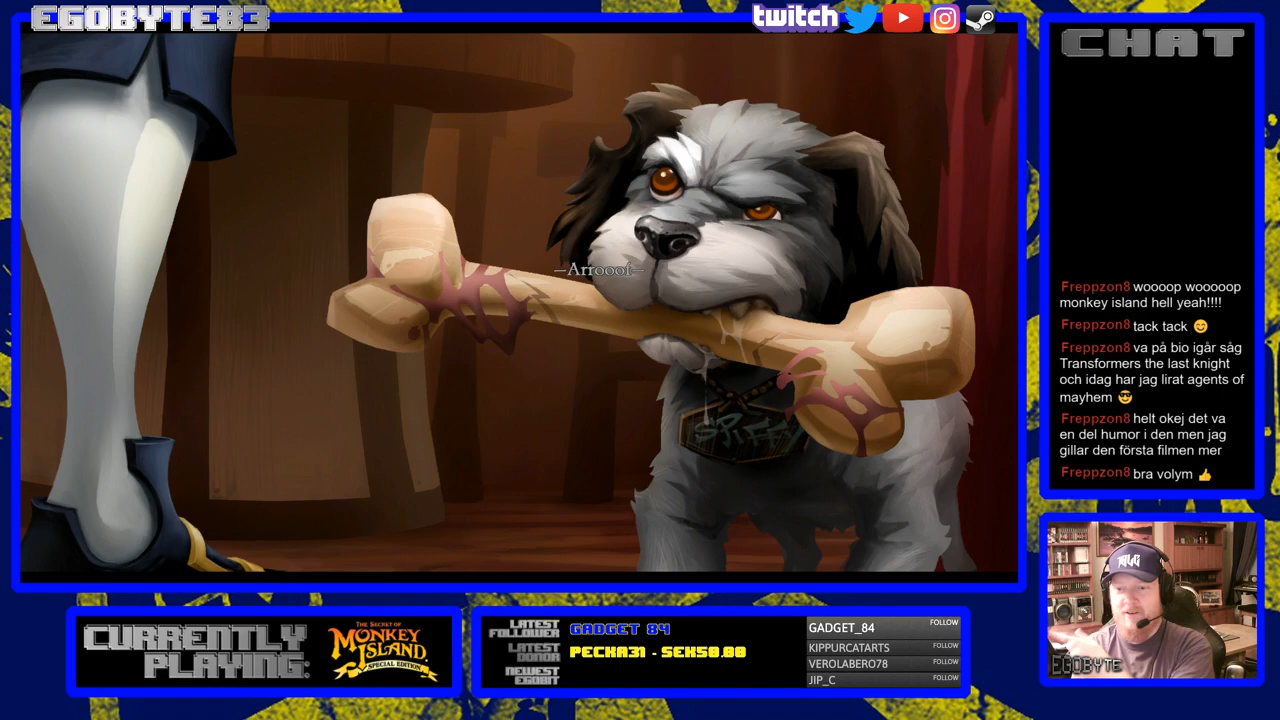 EGOBYTE83
twitch
CHAT
—Arrooof—
SPIFFY
Freppzon8 woooop wooooop
monkey island hell yeah!!!!
Freppzon8 tack tack 😊
Freppzon8 va på bio igår såg
Transformers the last knight
och idag har jag lirat agents of
mayhem 😎
Freppzon8 helt okej det va
en del humor i den men jag
gillar den första filmen mer
Freppzon8 bra volym 👍
EGOBYTE
CURRENTLY
PLAYING:
THE SECRET OF
MONKEY
ISLAND
SPECIAL EDITION
LATEST
FOLLOWER
GADGET 84
LATEST
DONOR
PECKA31 - SEK50.00
NEWEST
EGOBIT
GADGET_84 FOLLOW
KIPPURCATARTS FOLLOW
VEROLABERO78 FOLLOW
JIP_C FOLLOW